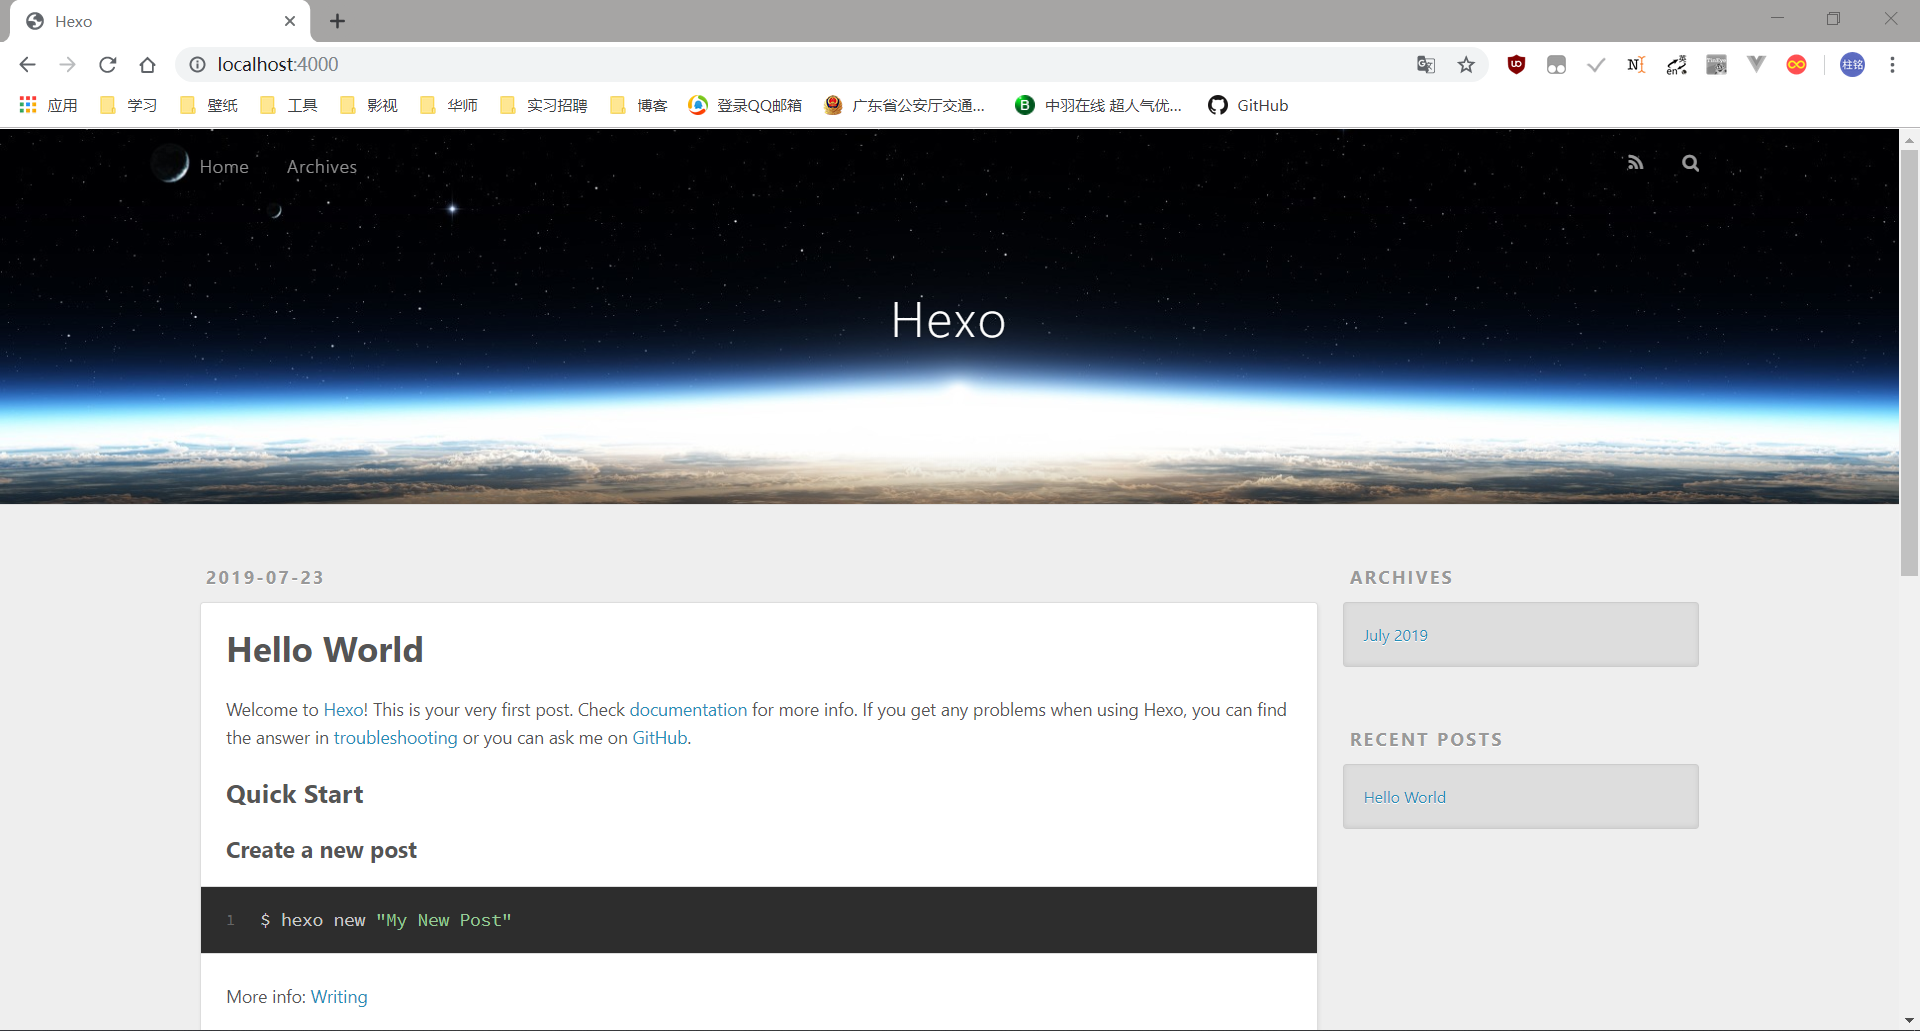 Hexo
localhost:4000
柱铭
应用 学习 壁纸 工具 影视 华师 实习招聘 博客 登录QQ邮箱 广东省公安厅交通... 中羽在线 超人气优... GitHub
Home Archives
Hexo
2019-07-23
Hello World
Welcome to Hexo! This is your very first post. Check documentation for more info. If you get any problems when using Hexo, you can find
the answer in troubleshooting or you can ask me on GitHub.
Quick Start
Create a new post
1 $ hexo new "My New Post"
More info: Writing
ARCHIVES
July 2019
RECENT POSTS
Hello World